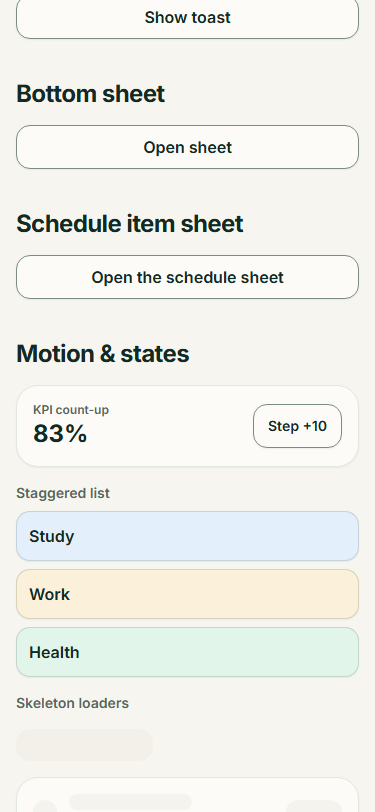 Show toast
Bottom sheet
Open sheet
Schedule item sheet
Open the schedule sheet
Motion & states
KPI count-up
83%
Step +10
Staggered list
Study
Work
Health
Skeleton loaders